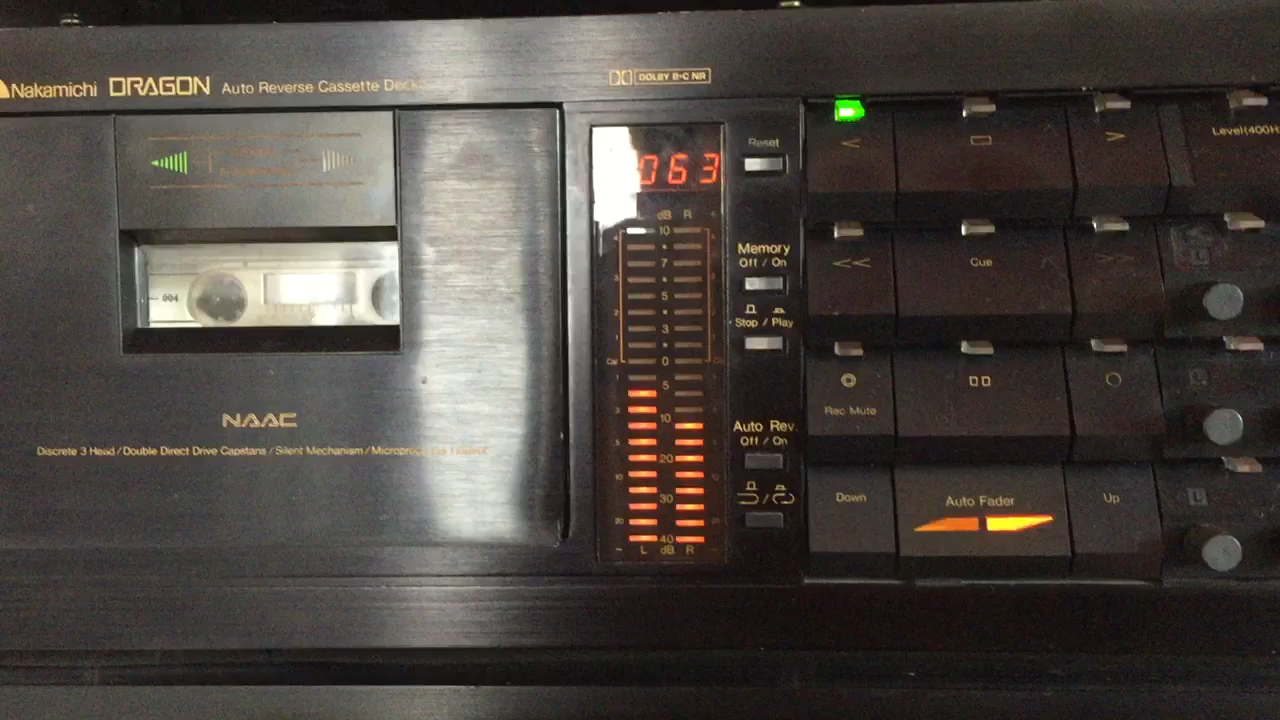 Nakamichi DRAGON Auto Reverse Cassette Deck
DOLBY B·C NR
Reset
063
Level(400H
L dB R +
10
7
5
3
0
5
10
20
30
40
- L dB R -
Memory
Off / On
Stop / Play
Auto Rev.
Off / On
< >
<< Cue >>
Rec Mute
Down Auto Fader Up
L
L
L
004
NAAC
Discrete 3 Head / Double Direct Drive Capstans / Silent Mechanism /